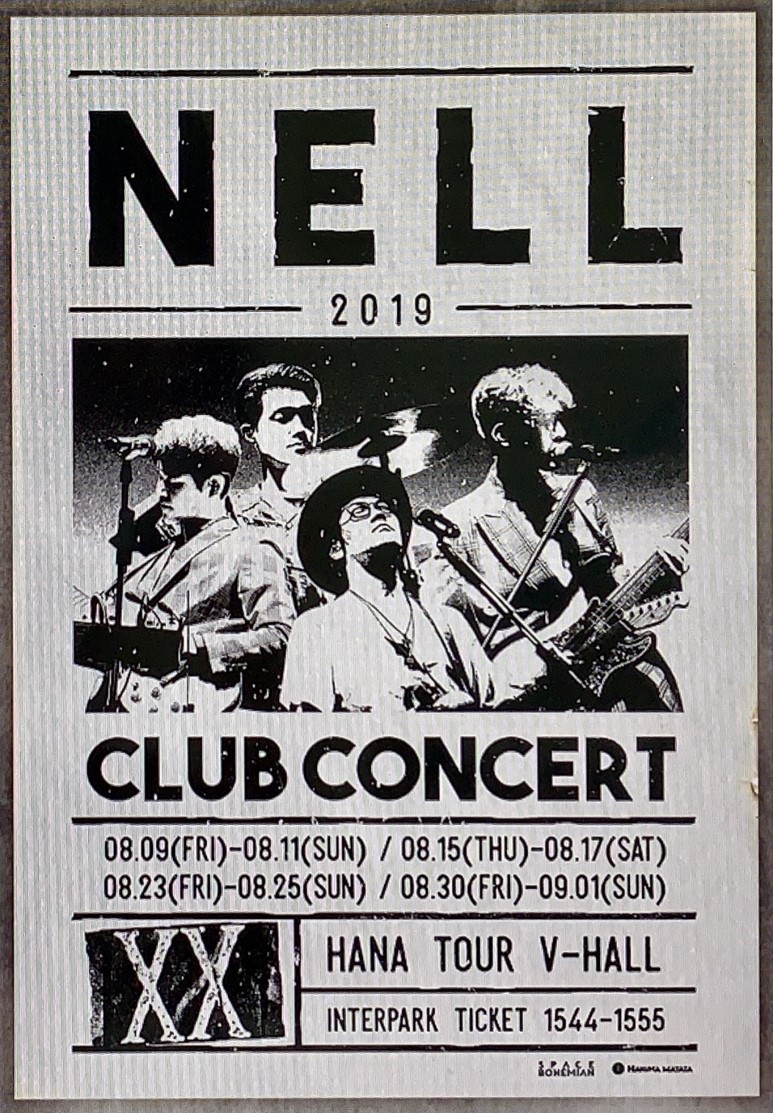 NELL
2019
CLUB CONCERT
08.09(FRI)-08.11(SUN) / 08.15(THU)-08.17(SAT)
08.23(FRI)-08.25(SUN) / 08.30(FRI)-09.01(SUN)
XX
HANA TOUR V-HALL
INTERPARK TICKET 1544-1555
SPACE BOHEMIAN
HAKUNA MATATA